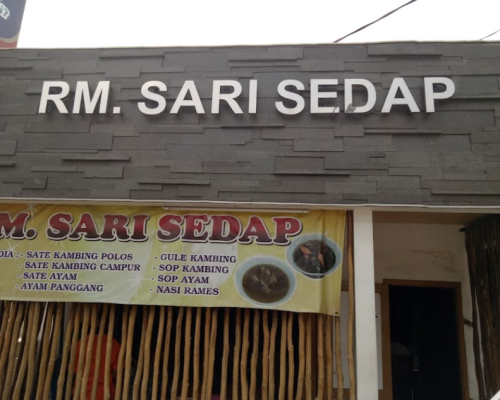 RM. SARI SEDAP
M. SARI SEDAP
DIA : - SATE KAMBING POLOS
- SATE KAMBING CAMPUR
- SATE AYAM
- AYAM PANGGANG
- GULE KAMBING
- SOP KAMBING
- SOP AYAM
- NASI RAMES